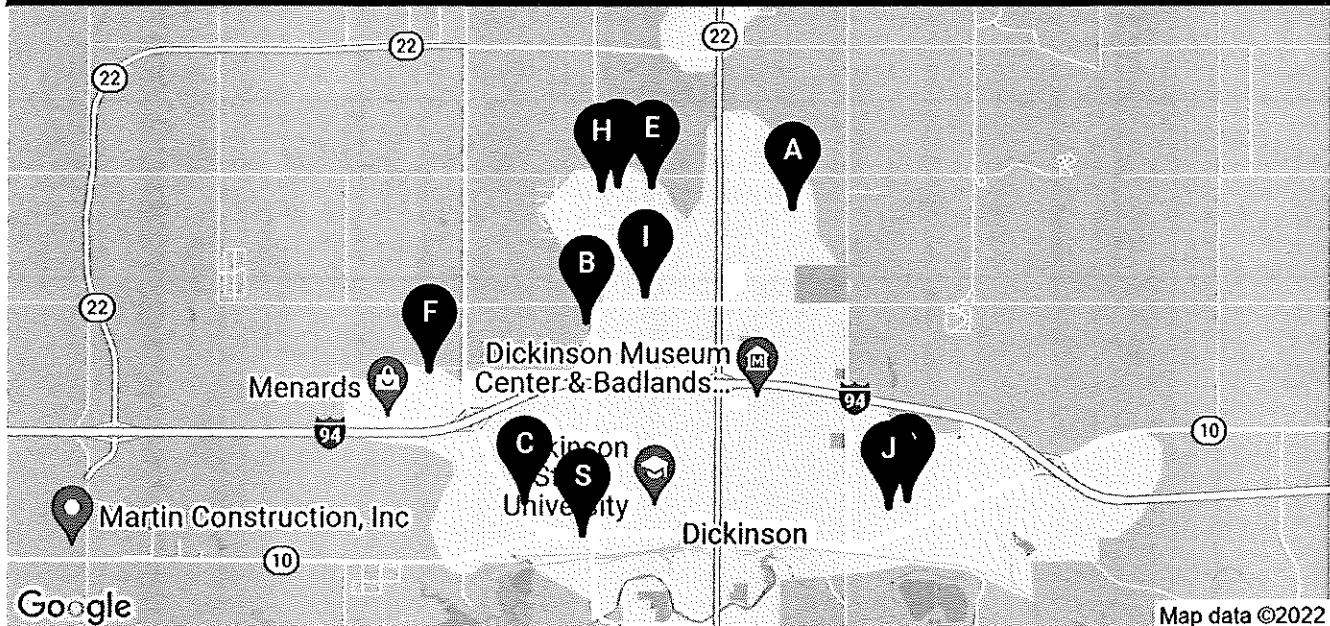 22
22
22
H
E
A
I
B
22
F
Dickinson Museum
Center & Badlands...
Menards
94
94
10
C
J
S
University
Martin Construction, Inc
Dickinson
10
Google
Map data ©2022